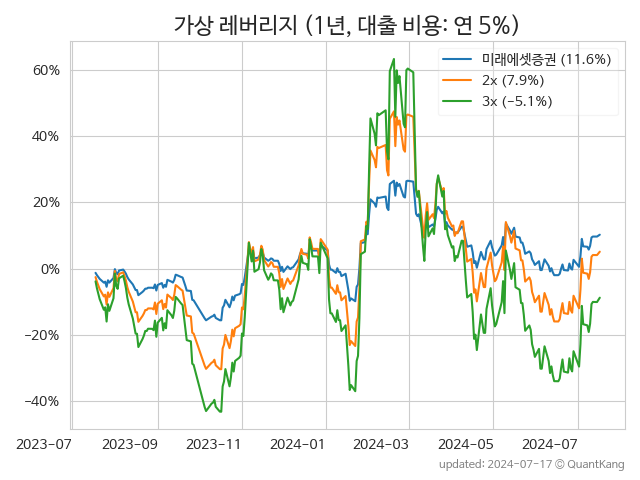 가상 레버리지 (1년, 대출 비용: 연 5%)
미래에셋증권 (11.6%)
2x (7.9%)
3x (−5.1%)
60%
40%
20%
0%
−20%
−40%
2023-07 2023-09 2023-11 2024-01 2024-03 2024-05 2024-07
updated: 2024-07-17 © QuantKang